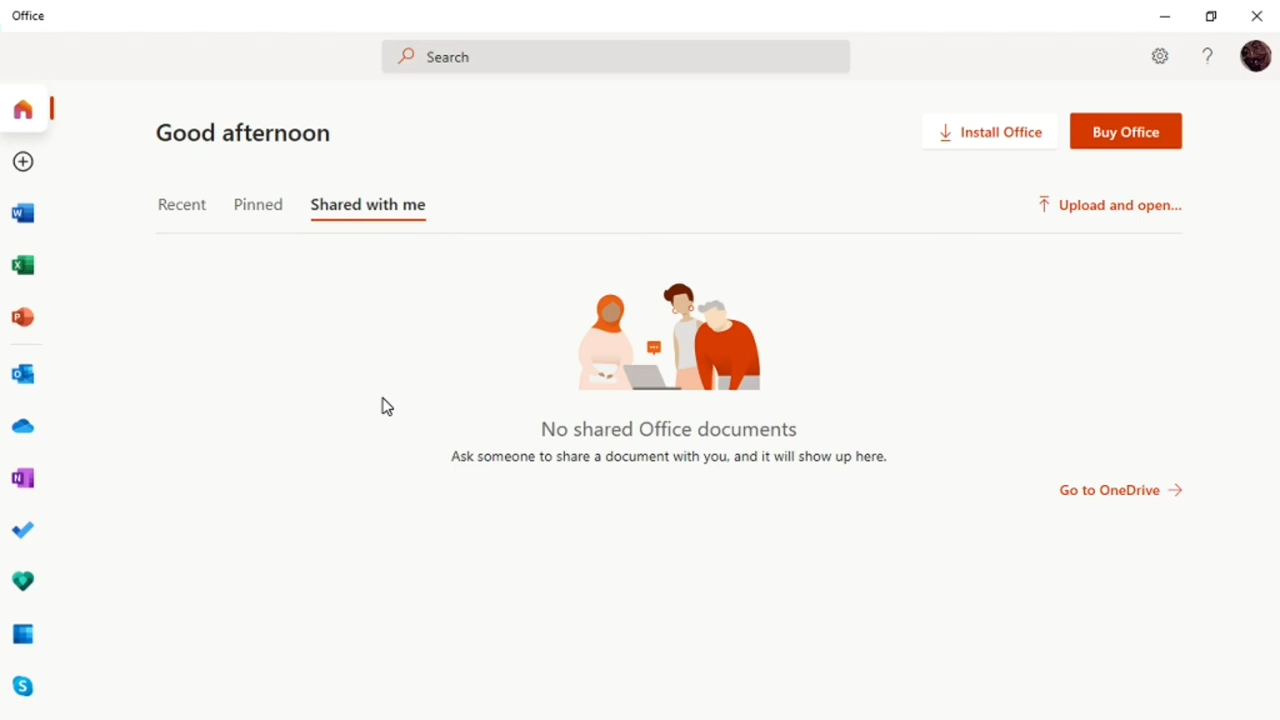 Office
Search
Good afternoon
Install Office
Buy Office
Recent
Pinned
Shared with me
Upload and open...
No shared Office documents
Ask someone to share a document with you, and it will show up here.
Go to OneDrive